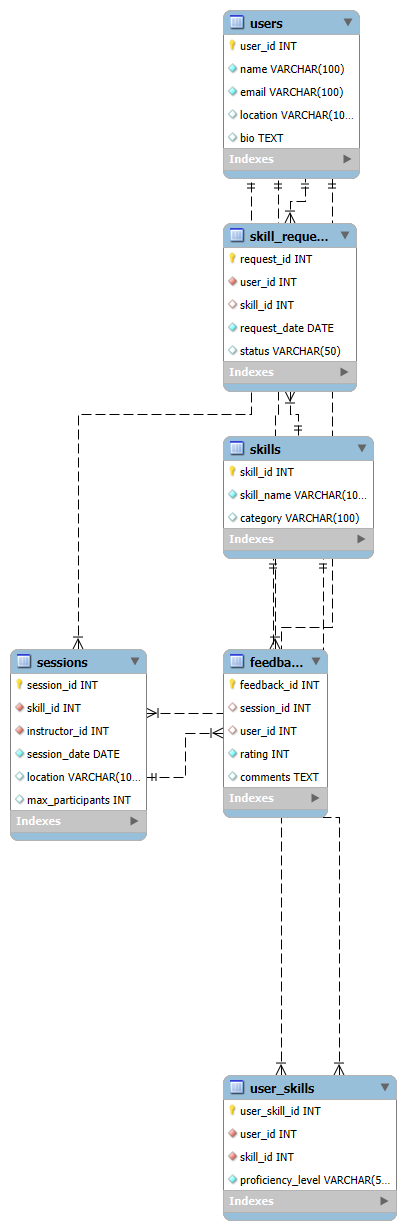 users
user_id INT
name VARCHAR(100)
email VARCHAR(100)
location VARCHAR(10...
bio TEXT
Indexes
skill_reque...
request_id INT
user_id INT
skill_id INT
request_date DATE
status VARCHAR(50)
Indexes
skills
skill_id INT
skill_name VARCHAR(10...
category VARCHAR(100)
Indexes
sessions
session_id INT
skill_id INT
instructor_id INT
session_date DATE
location VARCHAR(10...
max_participants INT
Indexes
feedba...
feedback_id INT
session_id INT
user_id INT
rating INT
comments TEXT
Indexes
user_skills
user_skill_id INT
user_id INT
skill_id INT
proficiency_level VARCHAR(5...
Indexes